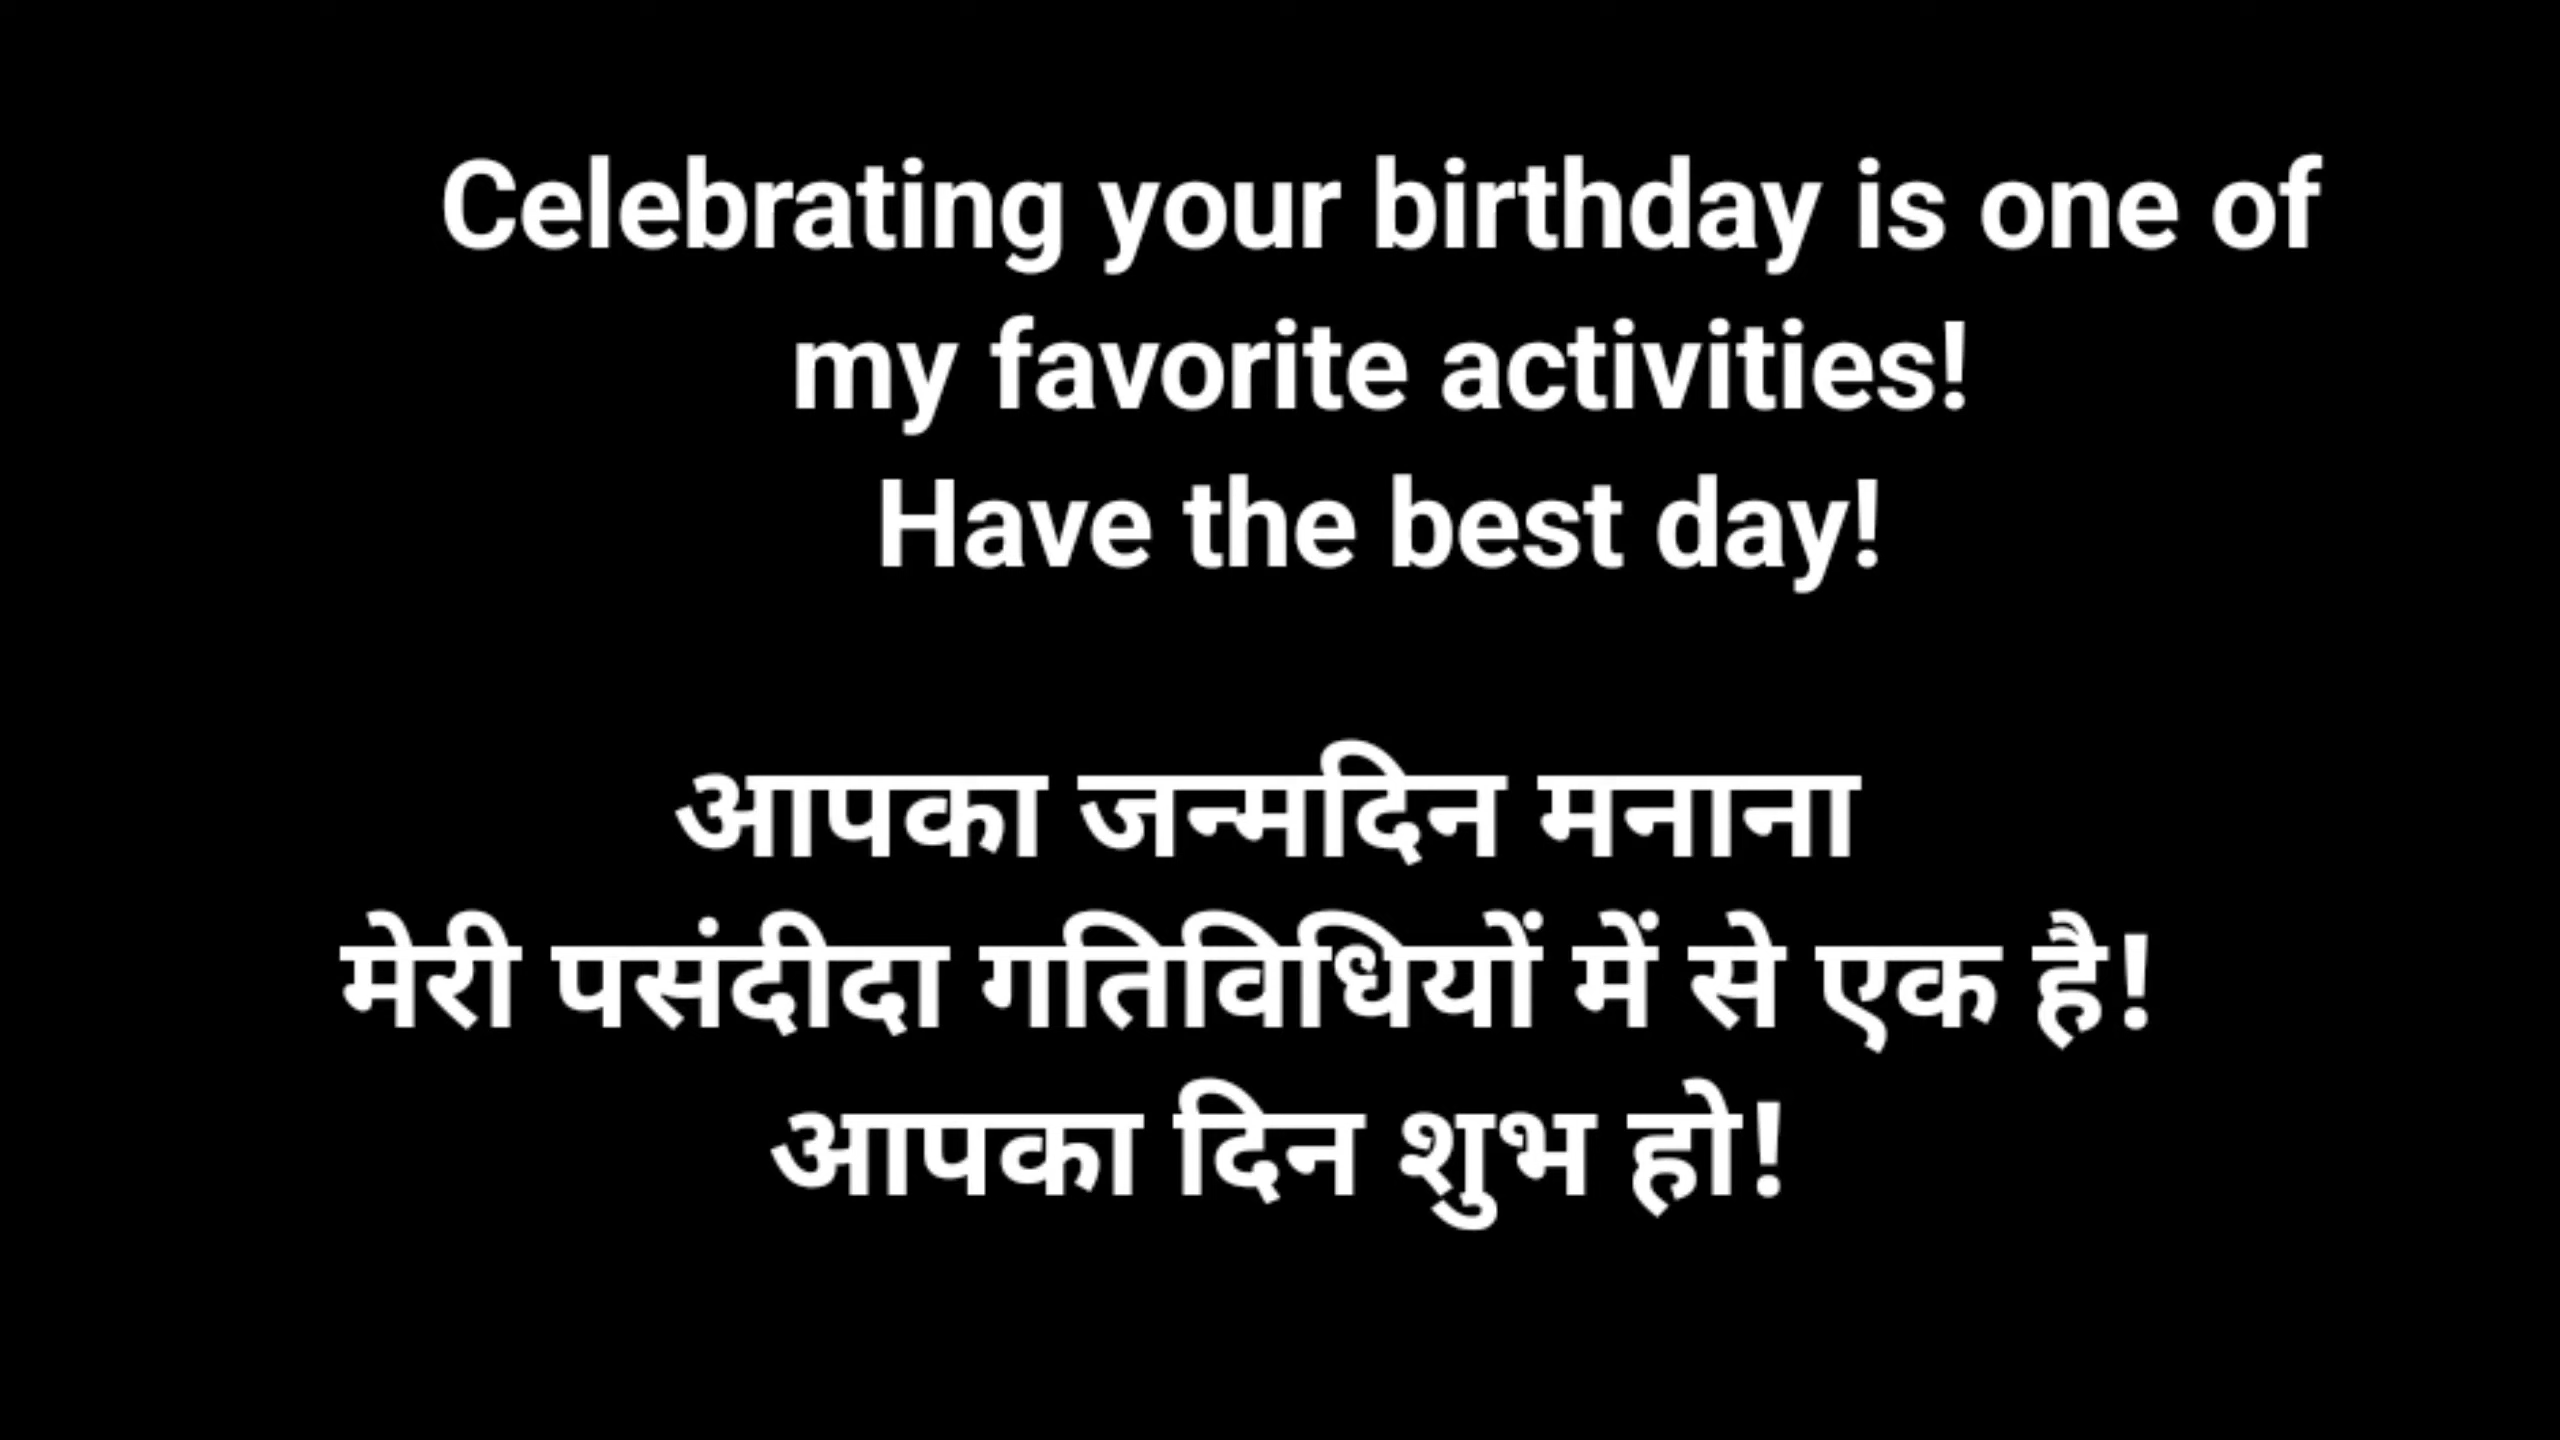 Celebrating your birthday is one of
my favorite activities!
Have the best day!
आपका जन्मदिन मनाना
मेरी पसंदीदा गतिविधियों में से एक है!
आपका दिन शुभ हो!